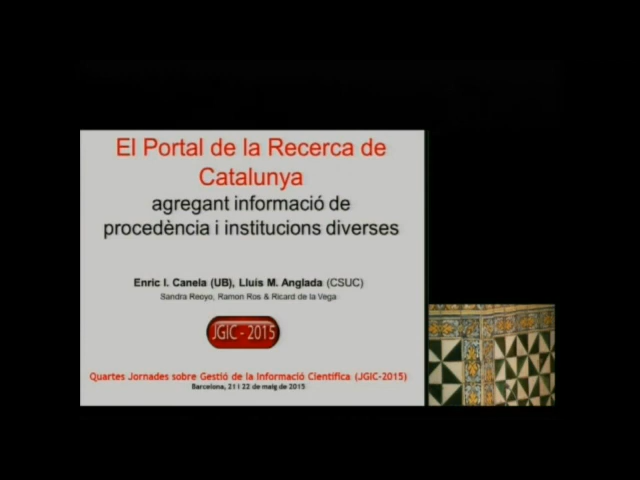 El Portal de la Recerca de
Catalunya
agregant informació de
procedència i institucions diverses
Enric I. Canela (UB), Lluís M. Anglada (CSUC)
Sandra Reoyo, Ramon Ros & Ricard de la Vega
JGIC - 2015
Quartes Jornades sobre Gestió de la Informació Científica (JGIC-2015)
Barcelona, 21 i 22 de maig de 2015